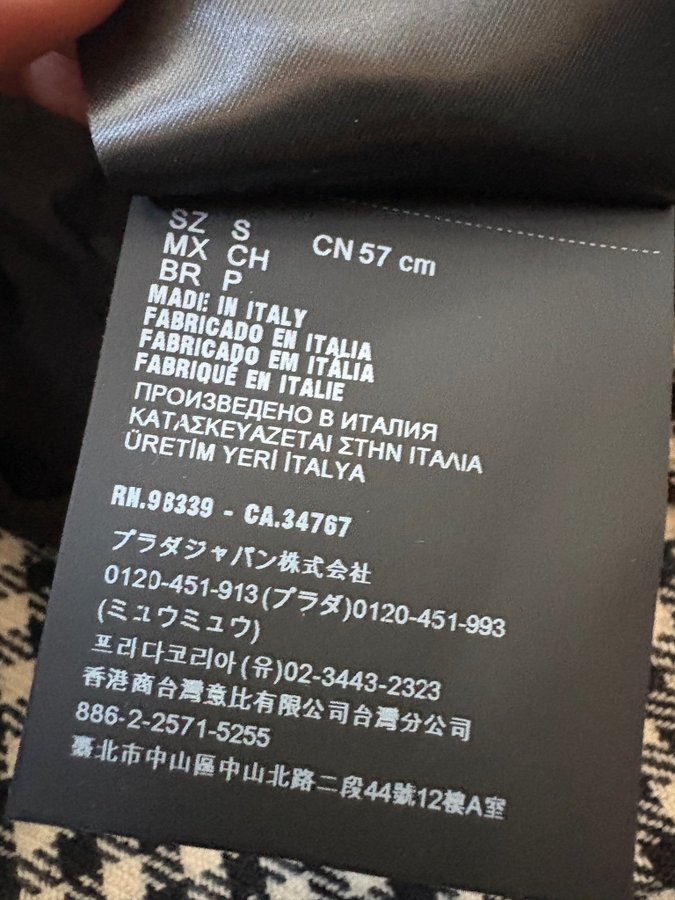 SZ S
MX CH CN 57 cm
BR P
MADE IN ITALY
FABRICADO EN ITALIA
FABRICADO EM ITÁLIA
FABRIQUÉ EN ITALIE
ПРОИЗВЕДЕНО В ИТАЛИЯ
ΚΑΤΑΣΚΕΥΑΖΕΤΑΙ ΣΤΗΝ ΙΤΑΛΙΑ
ÜRETİM YERİ İTALYA
RN.98339 - CA.34767
プラダジャパン株式会社
0120-451-913(プラダ)0120-451-993
(ミュウミュウ)
프라다코리아(유)02-3443-2323
香港商台灣意比有限公司台灣分公司
886-2-2571-5255
臺北市中山區中山北路二段44號12樓A室